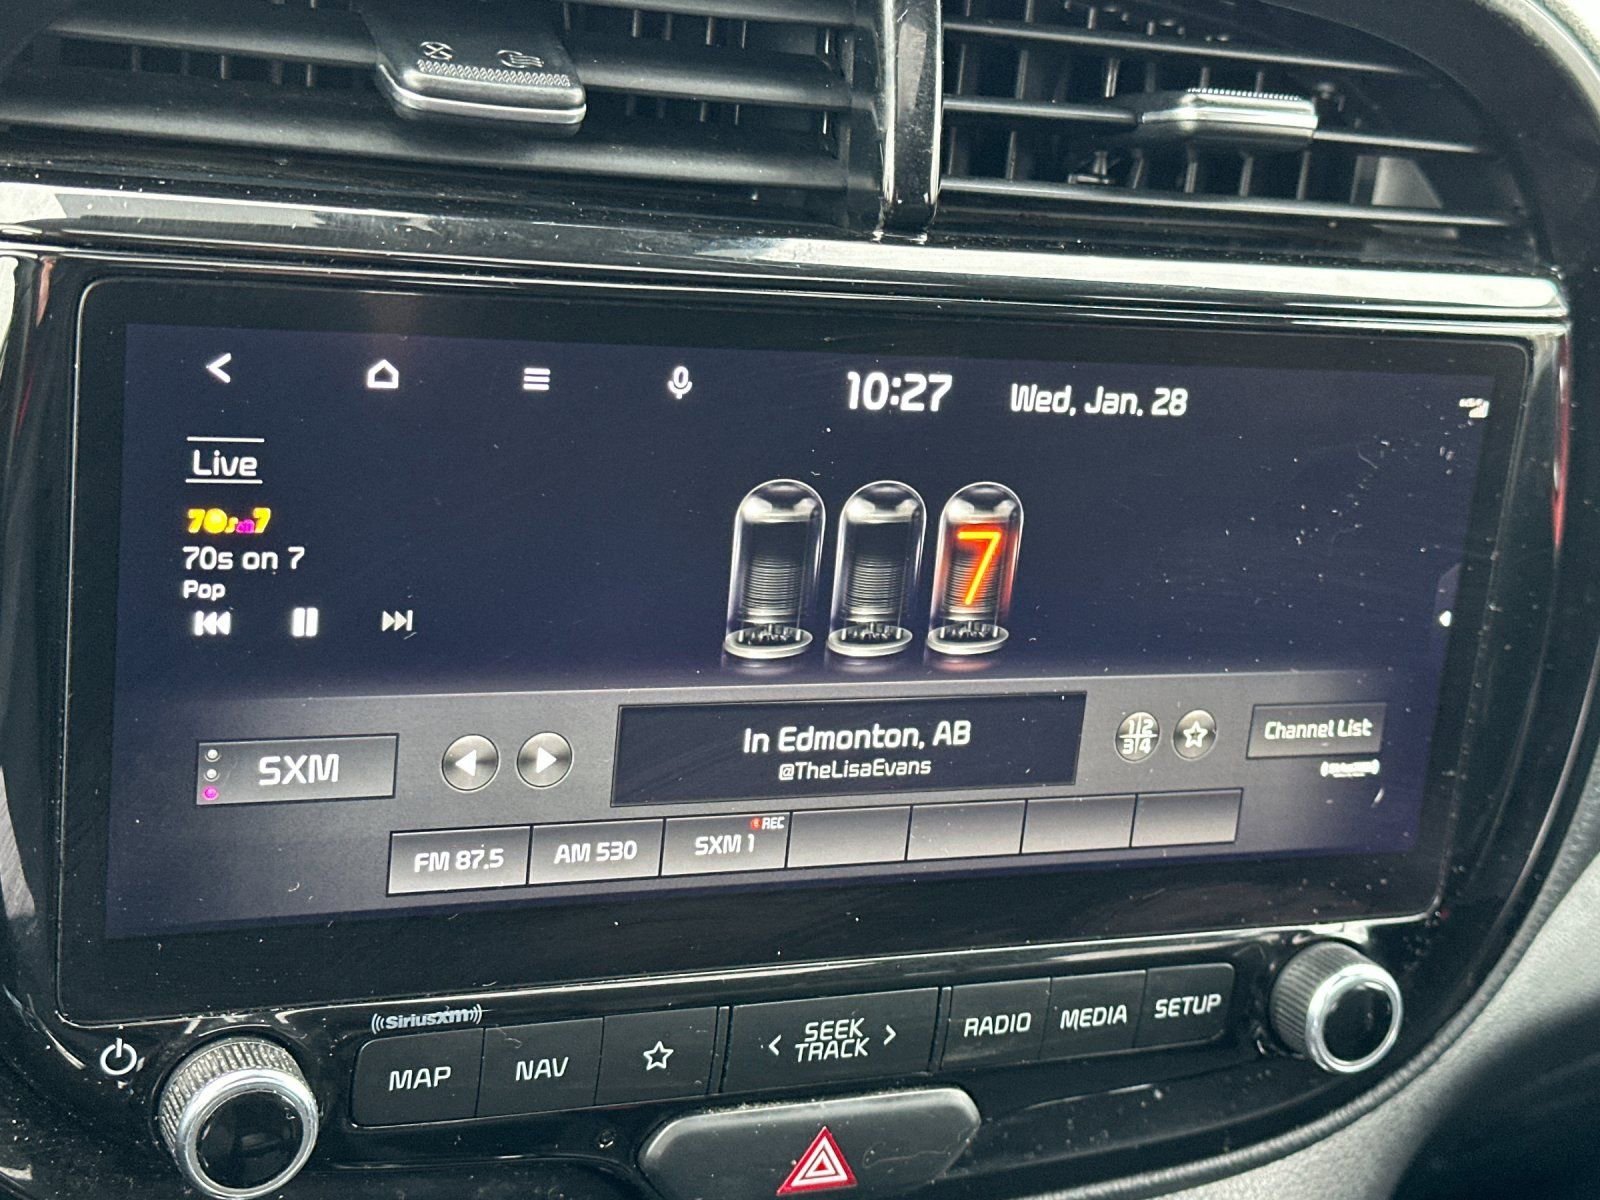 10:27 Wed, Jan. 28
Live
70s on 7
70s on 7
Pop
7
SXM
In Edmonton, AB
@TheLisaEvans
1 2
3 4
Channel List
FM 87.5
AM 530
SXM 1
REC
((SiriusXM))
MAP
NAV
< SEEK >
TRACK
RADIO
MEDIA
SETUP